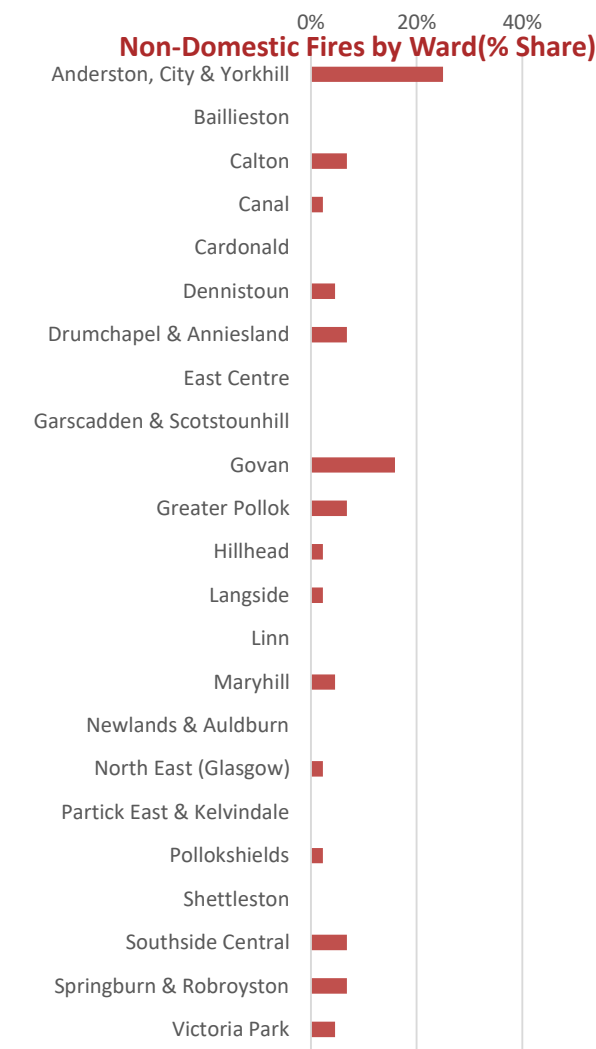 0% 20% 40%
Non-Domestic Fires by Ward(% Share)
Anderston, City & Yorkhill
Baillieston
Calton
Canal
Cardonald
Dennistoun
Drumchapel & Anniesland
East Centre
Garscadden & Scotstounhill
Govan
Greater Pollok
Hillhead
Langside
Linn
Maryhill
Newlands & Auldburn
North East (Glasgow)
Partick East & Kelvindale
Pollokshields
Shettleston
Southside Central
Springburn & Robroyston
Victoria Park